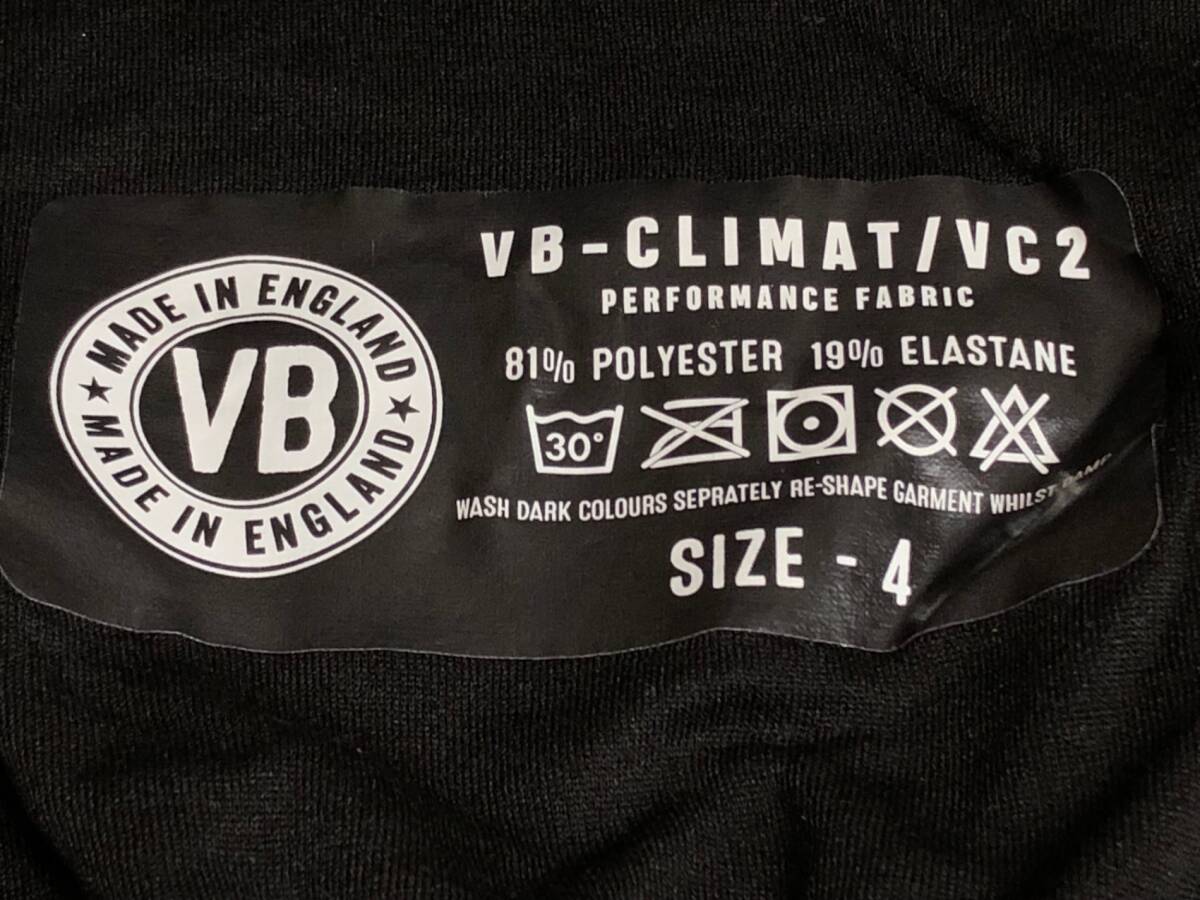 MADE IN ENGLAND
VB
MADE IN ENGLAND
VB-CLIMAT/VC2
PERFORMANCE FABRIC
81% POLYESTER 19% ELASTANE
30°
WASH DARK COLOURS SEPRATELY RE-SHAPE GARMENT WHILST DAMP
SIZE - 4